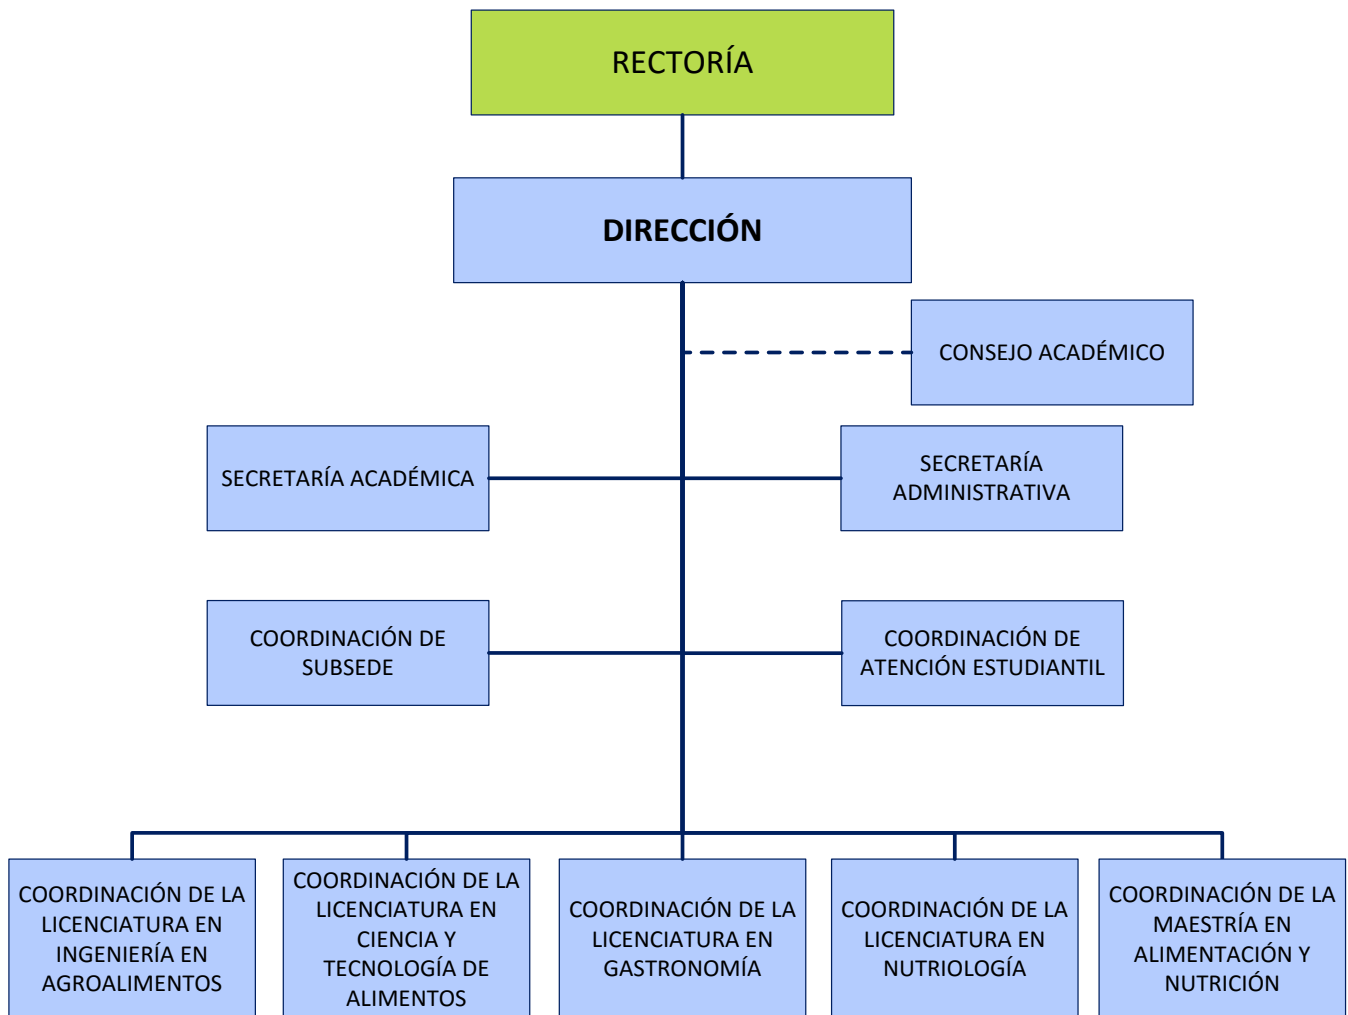 RECTORÍA
DIRECCIÓN
CONSEJO ACADÉMICO
SECRETARÍA ACADÉMICA
SECRETARÍA
ADMINISTRATIVA
COORDINACIÓN DE
SUBSEDE
COORDINACIÓN DE
ATENCIÓN ESTUDIANTIL
COORDINACIÓN DE LA
LICENCIATURA EN
INGENIERÍA EN
AGROALIMENTOS
COORDINACIÓN DE LA
LICENCIATURA EN
CIENCIA Y
TECNOLOGÍA DE
ALIMENTOS
COORDINACIÓN DE LA
LICENCIATURA EN
GASTRONOMÍA
COORDINACIÓN DE LA
LICENCIATURA EN
NUTRIOLOGÍA
COORDINACIÓN DE LA
MAESTRÍA EN
ALIMENTACIÓN Y
NUTRICIÓN